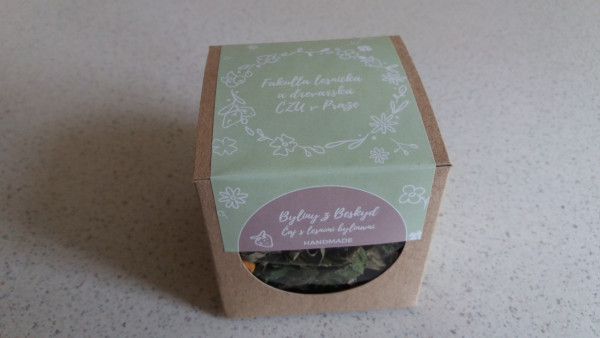 Fakulta lesnická
a dřevařská
ČZU v Praze
Byliny z Beskyd
Čaj s lesními bylinami
HANDMADE